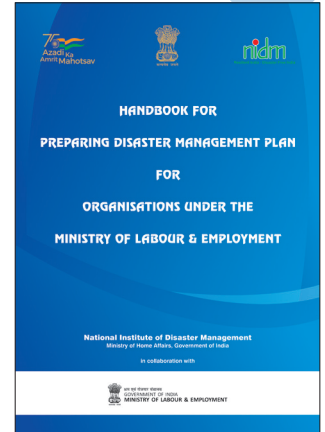 Azadi Ka
Amrit Mahotsav
nidm
HANDBOOK FOR
PREPARING DISASTER MANAGEMENT PLAN
FOR
ORGANISATIONS UNDER THE
MINISTRY OF LABOUR & EMPLOYMENT
National Institute of Disaster Management
Ministry of Home Affairs, Government of India
in collaboration with
GOVERNMENT OF INDIA
MINISTRY OF LABOUR & EMPLOYMENT